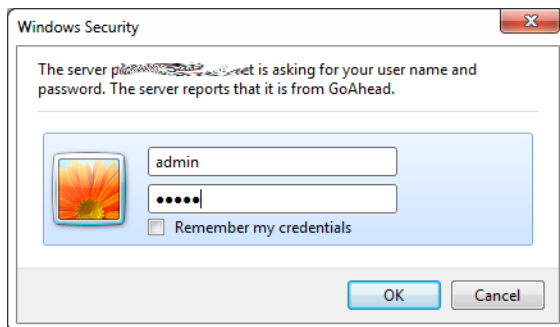 Windows Security
The server p et is asking for your user name and
password. The server reports that it is from GoAhead.
admin
•••••
Remember my credentials
OK Cancel